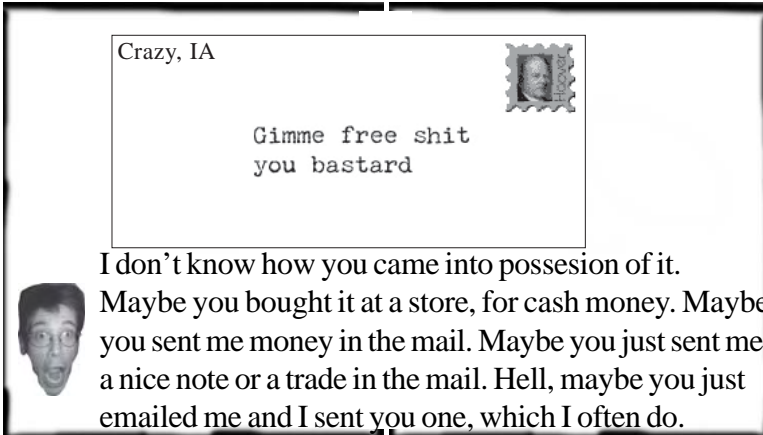 Crazy, IA
Hoover
Gimme free shit
you bastard
I don’t know how you came into possesion of it.
Maybe you bought it at a store, for cash money. Maybe
you sent me money in the mail. Maybe you just sent me
a nice note or a trade in the mail. Hell, maybe you just
emailed me and I sent you one, which I often do.